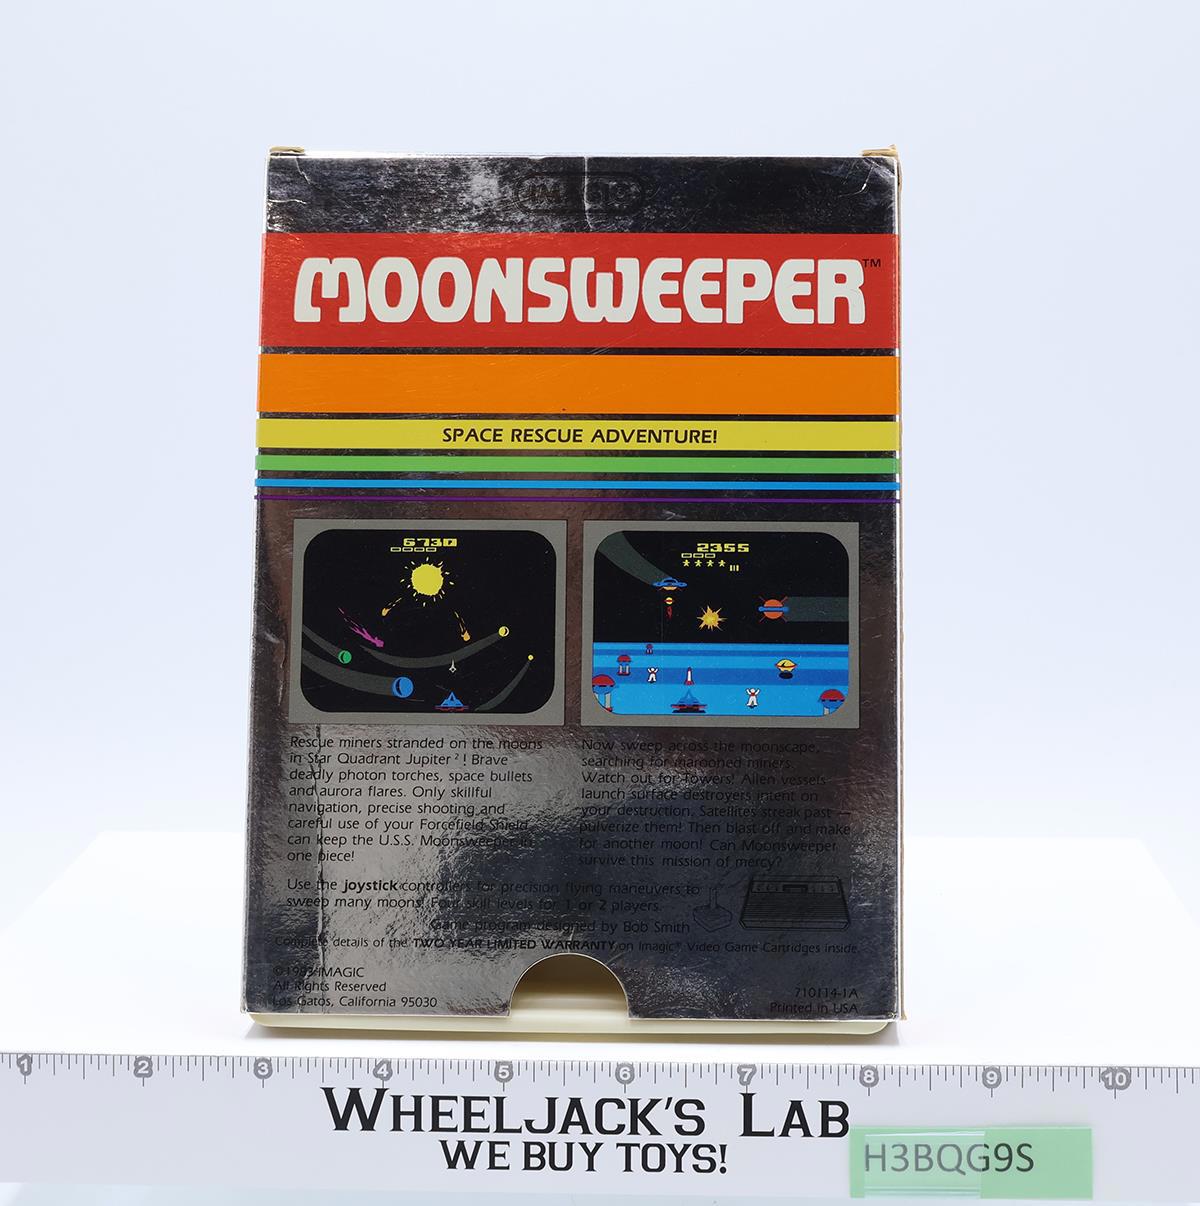 IMAGIC
MOONSWEEPER™
SPACE RESCUE ADVENTURE!
6730
2355
Rescue miners stranded on the moons
in Star Quadrant Jupiter²! Brave
deadly photon torches, space bullets
and aurora flares. Only skillful
navigation, precise shooting and
careful use of your Forcefield Shield
can keep the U.S.S. Moonsweeper in
one piece!
Now sweep across the moonscape,
searching for marooned miners.
Watch out for Towers! Alien vessels
launch surface destroyers intent on
your destruction. Satellites streak past —
pulverize them! Then blast off and make
for another moon! Can Moonsweeper
survive this mission of mercy?
Use the joystick controllers for precision flying maneuvers to
sweep many moons! Four skill levels for 1 or 2 players.
Game program designed by Bob Smith
Complete details of the TWO YEAR LIMITED WARRANTY on Imagic® Video Game Cartridges inside.
©1983 IMAGIC
All Rights Reserved
Los Gatos, California 95030
710114-1A
Printed in USA
1 2 3 4 5 6 7 8 9 10
WHEELJACK'S LAB
WE BUY TOYS!
H3BQG9S